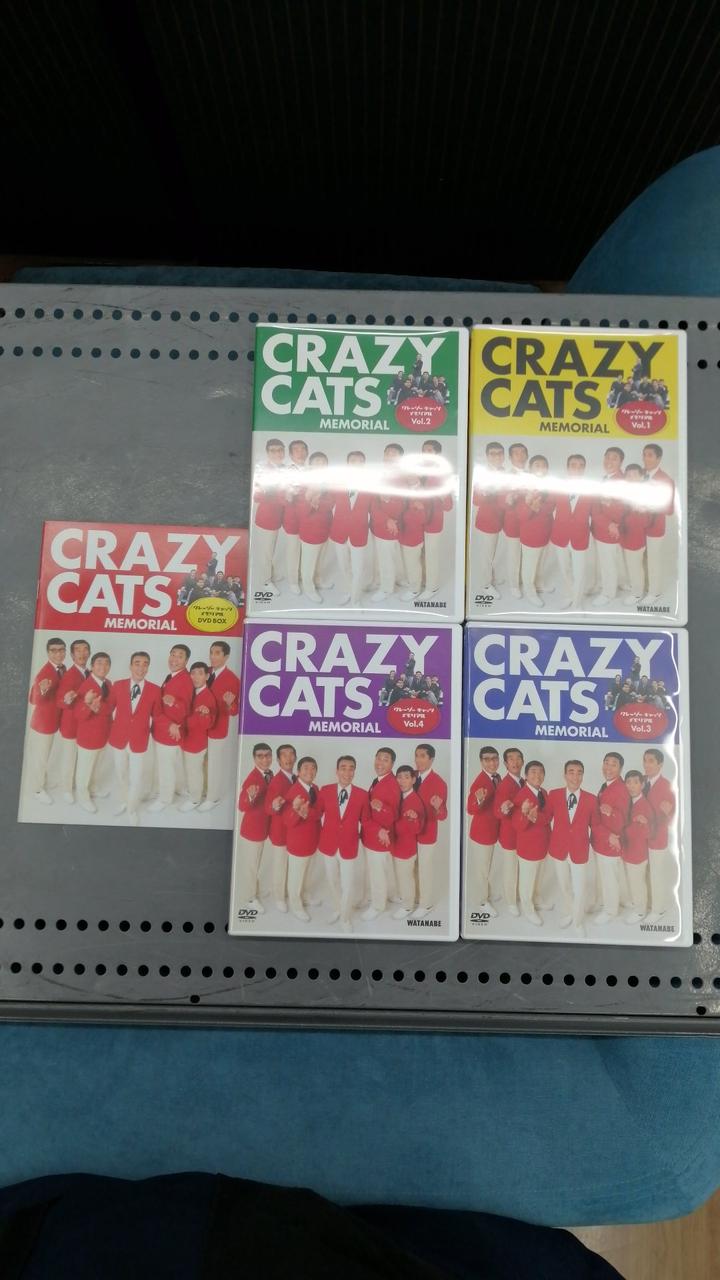 CRAZY
CATS
MEMORIAL
クレージーキャッツ
メモリアル
Vol.2
DVD
VIDEO
WATANABE
CRAZY
CATS
MEMORIAL
クレージーキャッツ
メモリアル
Vol.1
DVD
VIDEO
WATANABE
CRAZY
CATS
MEMORIAL
クレージーキャッツ
メモリアル
DVD BOX
CRAZY
CATS
MEMORIAL
クレージーキャッツ
メモリアル
Vol.4
DVD
VIDEO
WATANABE
CRAZY
CATS
MEMORIAL
クレージーキャッツ
メモリアル
Vol.3
DVD
VIDEO
WATANABE